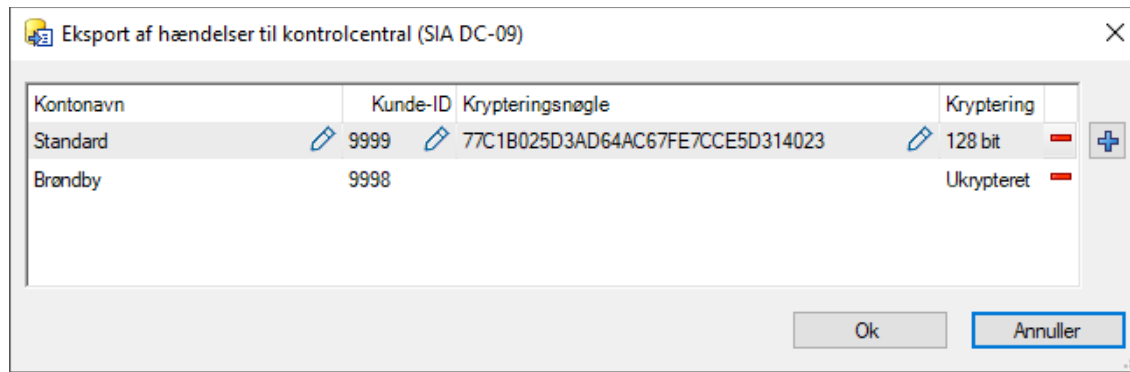 Eksport af hændelser til kontrolcentral (SIA DC-09)
Kontonavn Kunde-ID Krypteringsnøgle Kryptering
Standard 9999 77C1B025D3AD64AC67FE7CCE5D314023 128 bit
Brøndby 9998 Ukrypteret
Ok Annuller